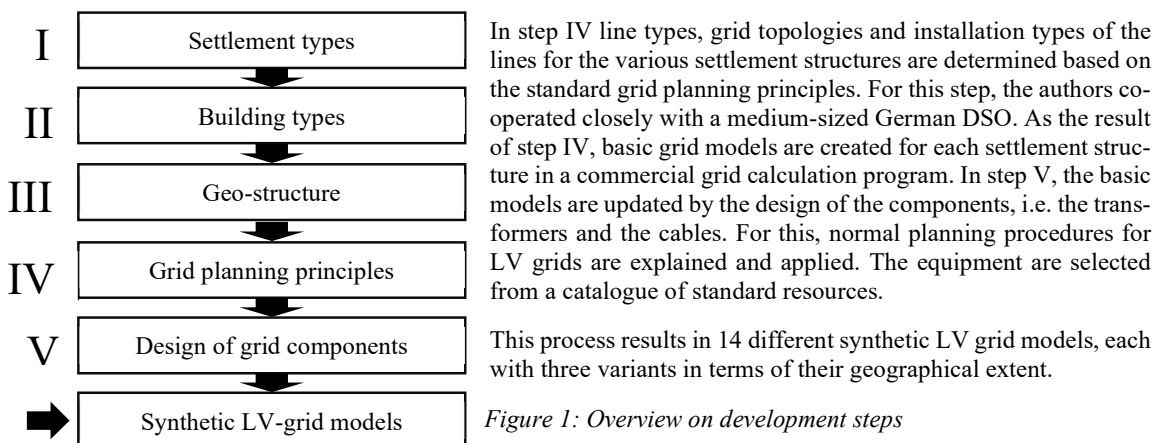 I
Settlement types
II
Building types
III
Geo-structure
IV
Grid planning principles
V
Design of grid components
Synthetic LV-grid models
In step IV line types, grid topologies and installation types of the
lines for the various settlement structures are determined based on
the standard grid planning principles. For this step, the authors co-
operated closely with a medium-sized German DSO. As the result
of step IV, basic grid models are created for each settlement struc-
ture in a commercial grid calculation program. In step V, the basic
models are updated by the design of the components, i.e. the trans-
formers and the cables. For this, normal planning procedures for
LV grids are explained and applied. The equipment are selected
from a catalogue of standard resources.
This process results in 14 different synthetic LV grid models, each
with three variants in terms of their geographical extent.
Figure 1: Overview on development steps